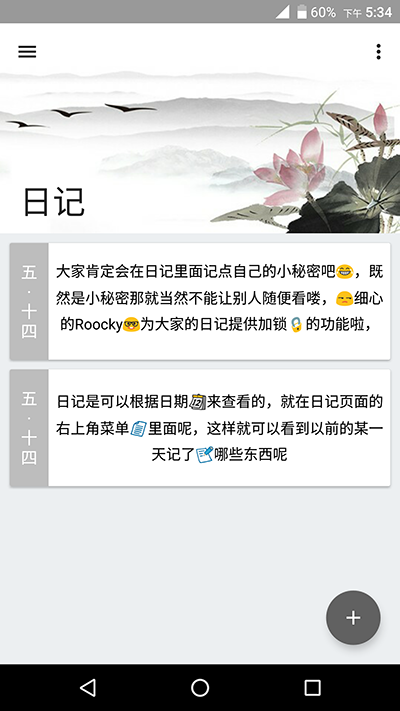 60% 下午 5:34
日记
五·十四
大家肯定会在日记里面记点自己的小秘密吧😂，既
然是小秘密那就当然不能让别人随便看喽，😒细心
的Roocky🤓为大家的日记提供加锁🔓的功能啦，
五·十四
日记是可以根据日期📅来查看的，就在日记页面的
右上角菜单📋里面呢，这样就可以看到以前的某一
天记了📝哪些东西呢